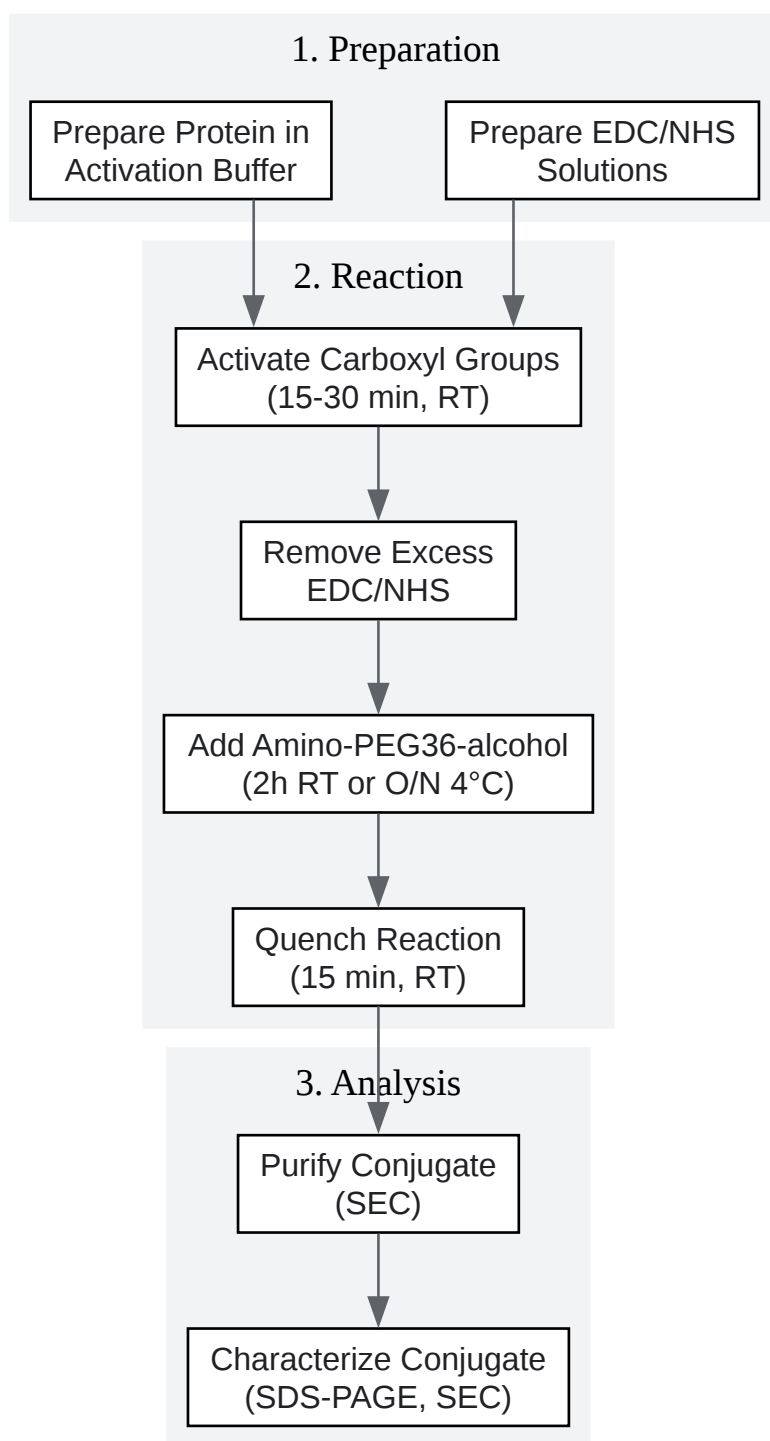 1. Preparation
Prepare Protein in
Activation Buffer
Prepare EDC/NHS
Solutions
2. Reaction
Activate Carboxyl Groups
(15-30 min, RT)
Remove Excess
EDC/NHS
Add Amino-PEG36-alcohol
(2h RT or O/N 4°C)
Quench Reaction
(15 min, RT)
3. Analysis
Purify Conjugate
(SEC)
Characterize Conjugate
(SDS-PAGE, SEC)